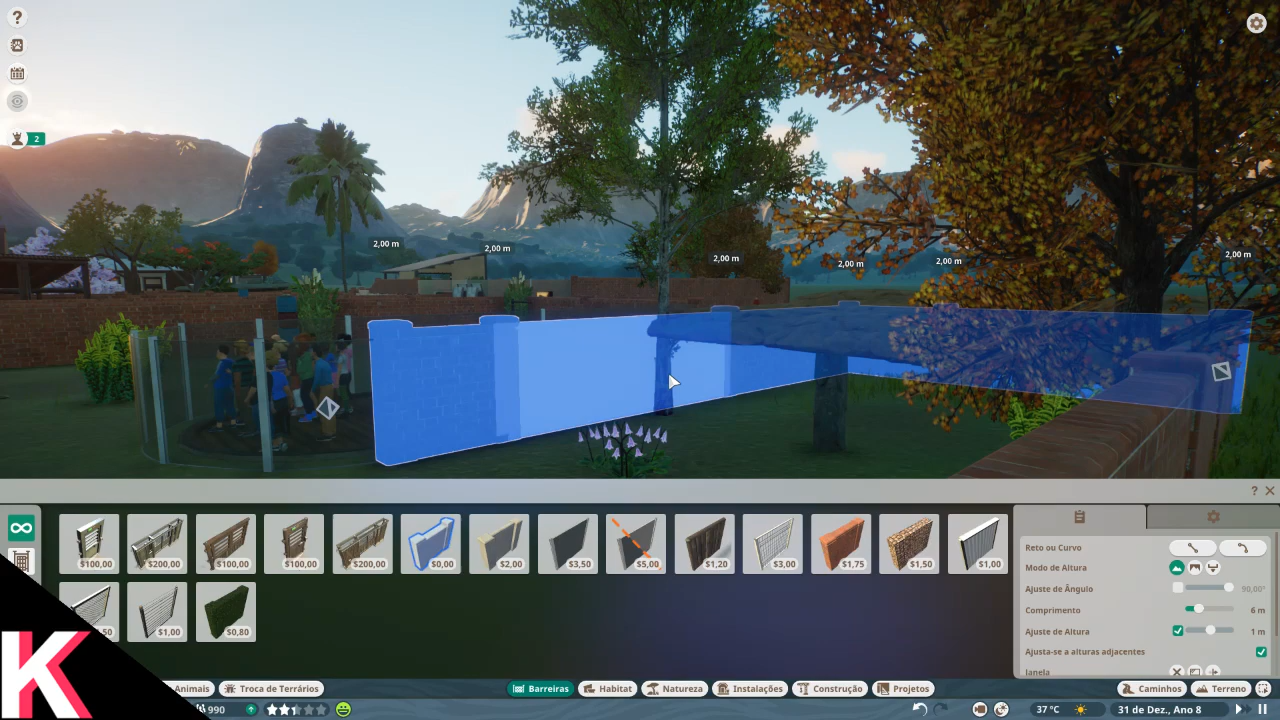 ?
2
2,00 m
2,00 m
2,00 m
2,00 m
2,00 m
2,00 m
?
$100,00
$200,00
$100,00
$100,00
$200,00
$0,00
$2,00
$3,50
$5,00
$1,20
$3,00
$1,75
$1,50
$1,00
$1,00
$0,80
Reto ou Curvo
Modo de Altura
Ajuste de Ângulo 90,00°
Comprimento 6 m
Ajuste de Altura 1 m
Ajusta-se a alturas adjacentes
Janela
K
Animais
Troca de Terrários
Barreiras
Habitat
Natureza
Instalações
Construção
Projetos
Caminhos
Terreno
990
37 ºC
31 de Dez., Ano 8